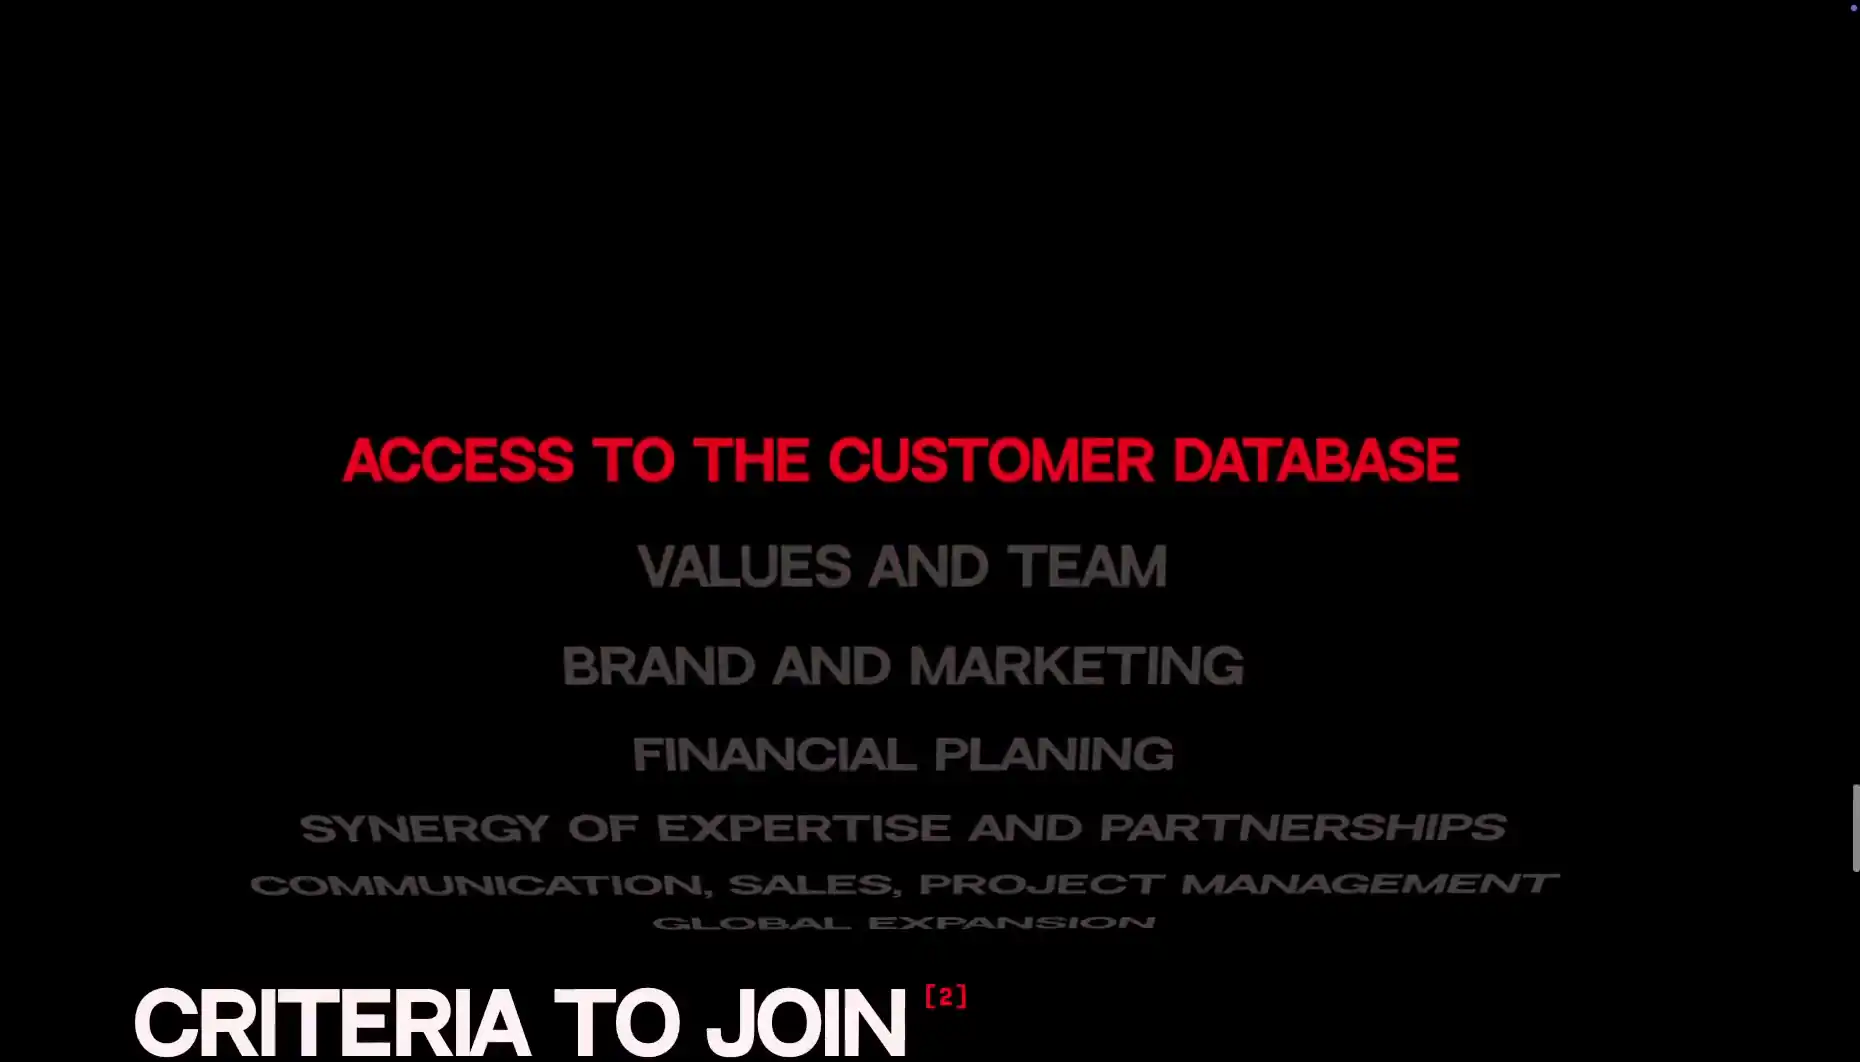 ACCESS TO THE CUSTOMER DATABASE
VALUES AND TEAM
BRAND AND MARKETING
FINANCIAL PLANING
SYNERGY OF EXPERTISE AND PARTNERSHIPS
COMMUNICATION, SALES, PROJECT MANAGEMENT
GLOBAL EXPANSION
CRITERIA TO JOIN [2]